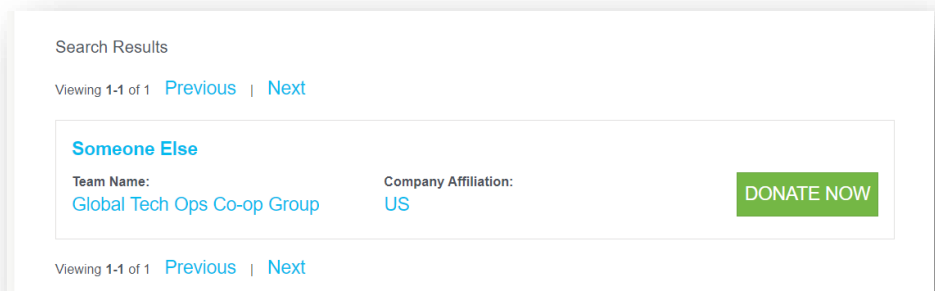 Search Results
Viewing 1-1 of 1 Previous | Next
Someone Else
Team Name: Company Affiliation:
Global Tech Ops Co-op Group US
DONATE NOW
Viewing 1-1 of 1 Previous | Next